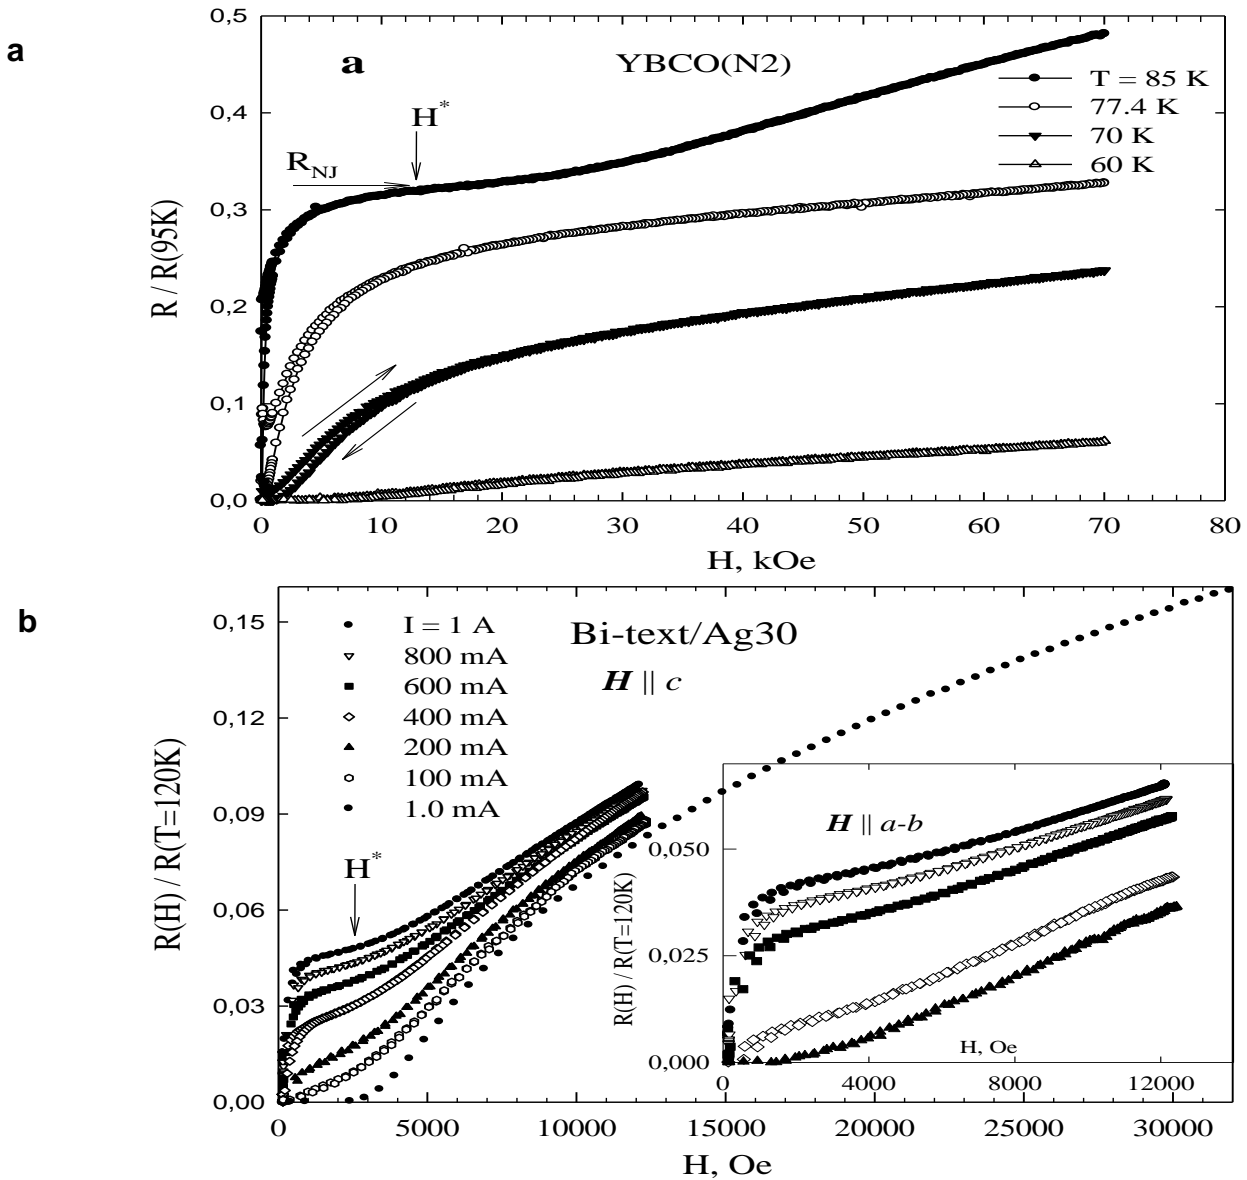 a
a
YBCO(N2)
H*
R_NJ
T = 85 K
77.4 K
70 K
60 K
R / R(95K)
0,5
0,4
0,3
0,2
0,1
0,0
0 10 20 30 40 50 60 70 80
H, kOe
b
Bi-text/Ag30
H || c
I = 1 A
800 mA
600 mA
400 mA
200 mA
100 mA
1.0 mA
H*
R(H) / R(T=120K)
0,15
0,12
0,09
0,06
0,03
0,00
0 5000 10000 15000 20000 25000 30000
H, Oe
H || a-b
R(H) / R(T=120K)
0,050
0,025
0,000
H, Oe
0 4000 8000 12000